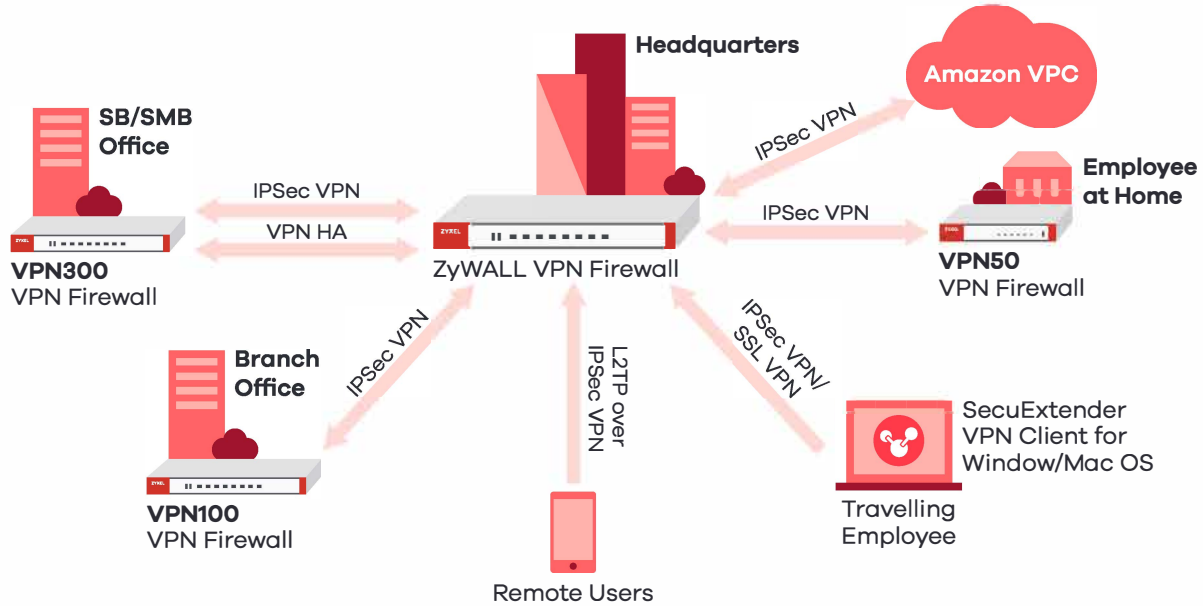 Headquarters
Amazon VPC
SB/SMB
Office
IPSec VPN
Employee
at Home
IPSec VPN
IPSec VPN
VPN HA
ZYXEL
ZYXEL
VPN300
VPN Firewall
ZyWALL VPN Firewall
VPN50
VPN Firewall
IPSec VPN
L2TP over
IPSec VPN
IPSec VPN/
SSL VPN
Branch
Office
SecuExtender
VPN Client for
Window/Mac OS
ZYXEL
VPN100
VPN Firewall
Travelling
Employee
Remote Users